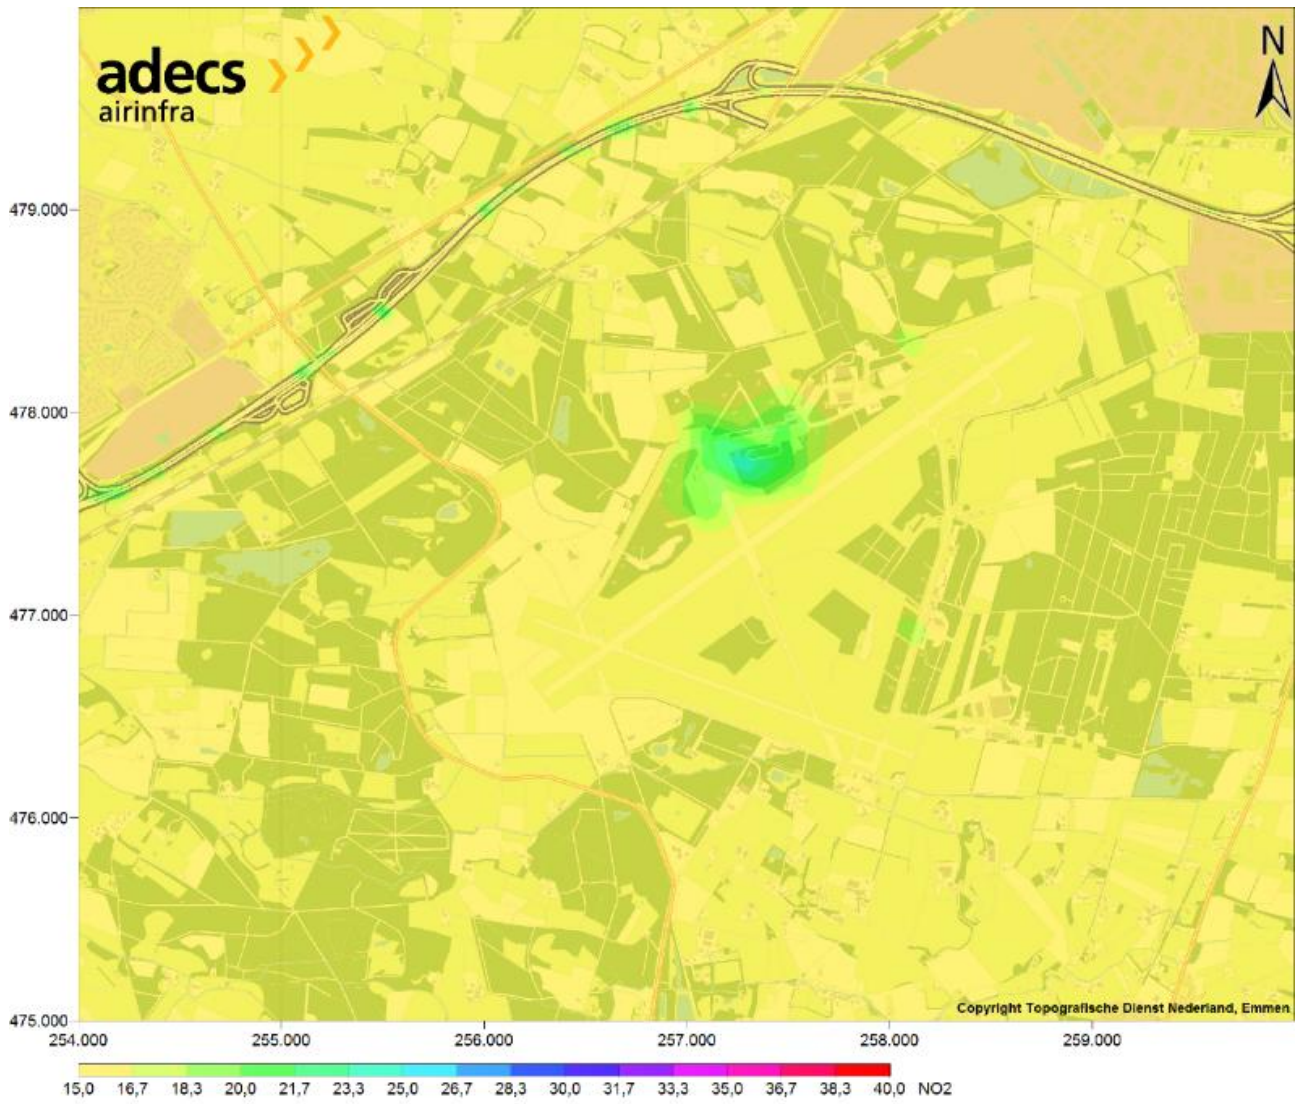 adecs
airinfra
N
479.000
478.000
477.000
476.000
475.000
Copyright Topografische Dienst Nederland, Emmen
254.000 255.000 256.000 257.000 258.000 259.000
15,0 16,7 18,3 20,0 21,7 23,3 25,0 26,7 28,3 30,0 31,7 33,3 35,0 36,7 38,3 40,0 NO2